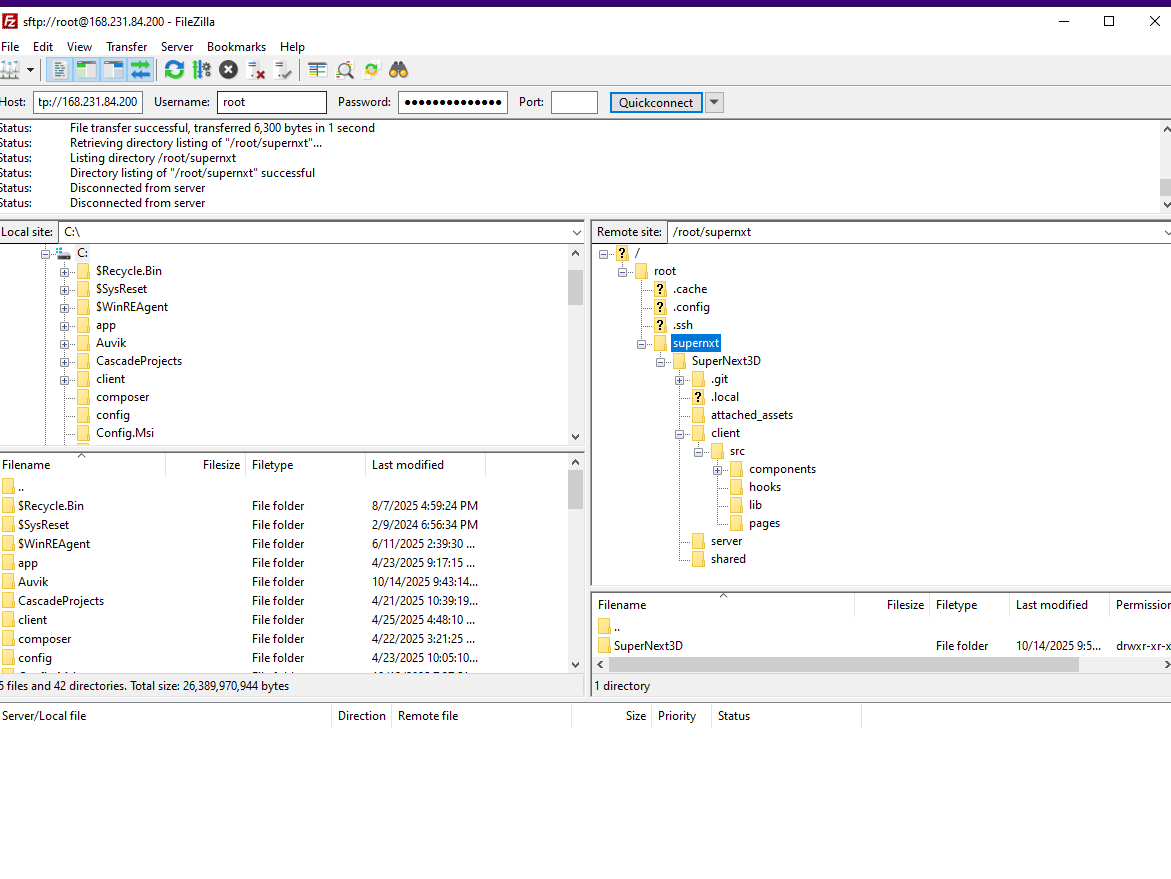 sftp://root@168.231.84.200 - FileZilla
File Edit View Transfer Server Bookmarks Help
Host: tp://168.231.84.200 Username: root Password: ●●●●●●●●●●●●●● Port: Quickconnect
Status: File transfer successful, transferred 6,300 bytes in 1 second
Status: Retrieving directory listing of "/root/supernxt"...
Status: Listing directory /root/supernxt
Status: Directory listing of "/root/supernxt" successful
Status: Disconnected from server
Status: Disconnected from server
Local site: C:\
C:
$Recycle.Bin
$SysReset
$WinREAgent
app
Auvik
CascadeProjects
client
composer
config
Config.Msi
Filename Filesize Filetype Last modified
..
$Recycle.Bin File folder 8/7/2025 4:59:24 PM
$SysReset File folder 2/9/2024 6:56:34 PM
$WinREAgent File folder 6/11/2025 2:39:30 ...
app File folder 4/23/2025 9:17:15 ...
Auvik File folder 10/14/2025 9:43:14...
CascadeProjects File folder 4/21/2025 10:39:19...
client File folder 4/25/2025 4:48:10 ...
composer File folder 4/22/2025 3:21:25 ...
config File folder 4/23/2025 10:05:10...
6 files and 42 directories. Total size: 26,389,970,944 bytes
Remote site: /root/supernxt
/
root
.cache
.config
.ssh
supernxt
SuperNext3D
.git
.local
attached_assets
client
src
components
hooks
lib
pages
server
shared
Filename Filesize Filetype Last modified Permission
..
SuperNext3D File folder 10/14/2025 9:5... drwxr-xr-x
1 directory
Server/Local file Direction Remote file Size Priority Status